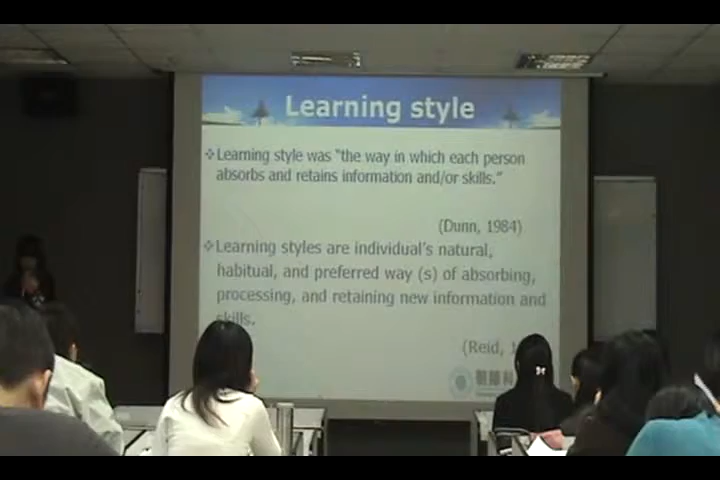 Learning style
Learning style was "the way in which each person
absorbs and retains information and/or skills."
(Dunn, 1984)
Learning styles are individual's natural,
habitual, and preferred way (s) of absorbing,
processing, and retaining new information and
skills.
(Reid,